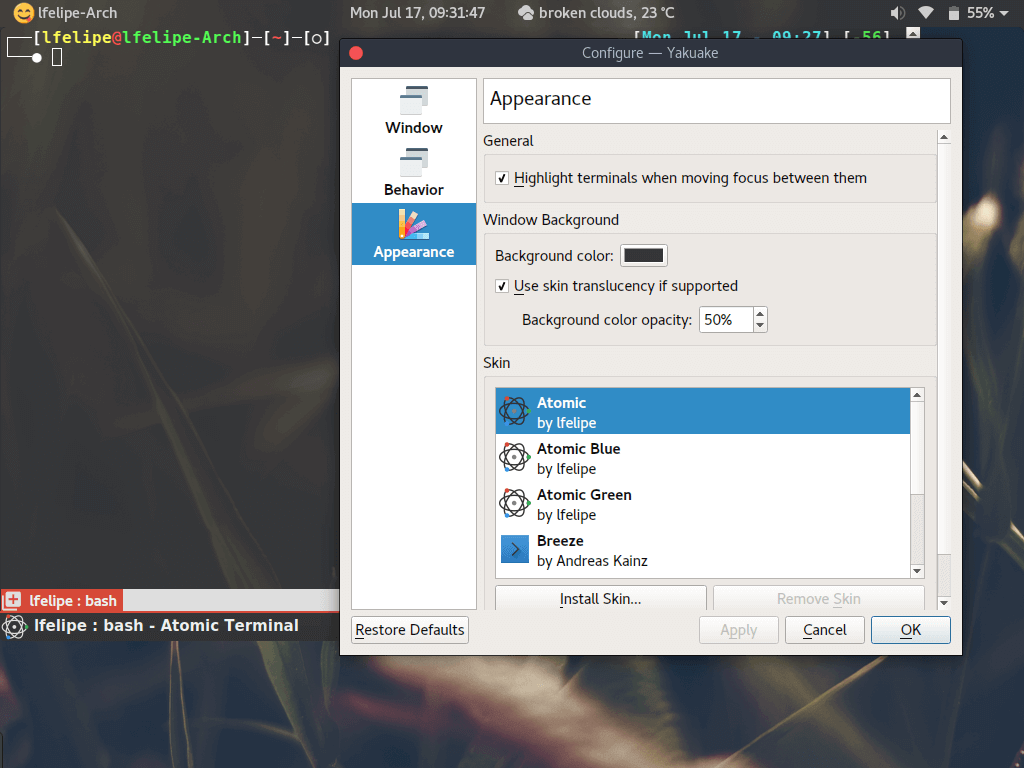 lfelipe-Arch
Mon Jul 17, 09:31:47
broken clouds, 23 ℃
55%
[lfelipe@lfelipe-Arch]—[~]—[○]
[Mon Jul 17 - 09:27] [-56]
Configure — Yakuake
Window
Behavior
Appearance
Appearance
General
Highlight terminals when moving focus between them
Window Background
Background color:
Use skin translucency if supported
Background color opacity: 50%
Skin
Atomic
by lfelipe
Atomic Blue
by lfelipe
Atomic Green
by lfelipe
Breeze
by Andreas Kainz
Install Skin...
Remove Skin
Restore Defaults
Apply
Cancel
OK
lfelipe : bash
lfelipe : bash - Atomic Terminal